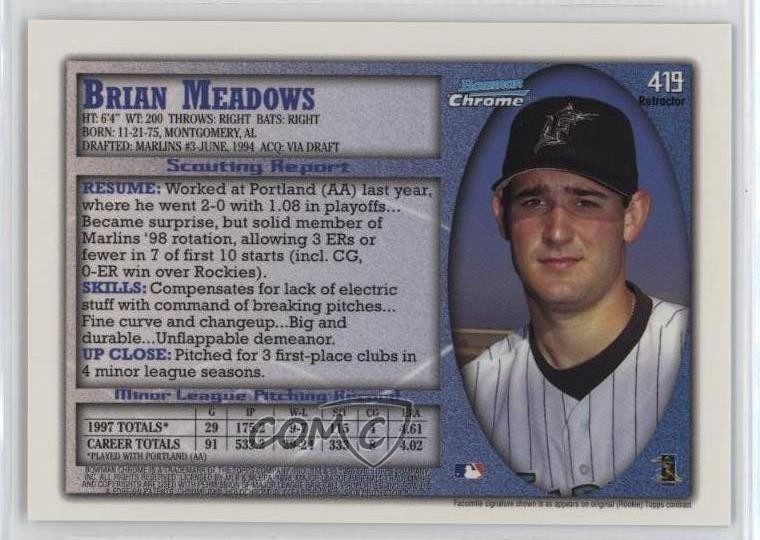 BRIAN MEADOWS
HT: 6'4" WT: 200 THROWS: RIGHT BATS: RIGHT
BORN: 11-21-75, MONTGOMERY, AL
DRAFTED: MARLINS #3-JUNE, 1994 ACQ: VIA DRAFT
Bowman
Chrome
419
Refractor
Scouting Report
RESUME: Worked at Portland (AA) last year,
where he went 2-0 with 1.08 in playoffs...
Became surprise, but solid member of
Marlins '98 rotation, allowing 3 ERs or
fewer in 7 of first 10 starts (incl. CG,
0-ER win over Rockies).
SKILLS: Compensates for lack of electric
stuff with command of breaking pitches...
Fine curve and changeup...Big and
durable...Unflappable demeanor.
UP CLOSE: Pitched for 3 first-place clubs in
4 minor league seasons.
Minor League Pitching Record
G IP W-L SO CG ERA
1997 TOTALS* 29 175.2 9-7 115 4.61
CAREER TOTALS 91 333 4.02
*PLAYED WITH PORTLAND (AA)
COMC
Facsimile signature shown is as appears on original (Rookie) Topps contract